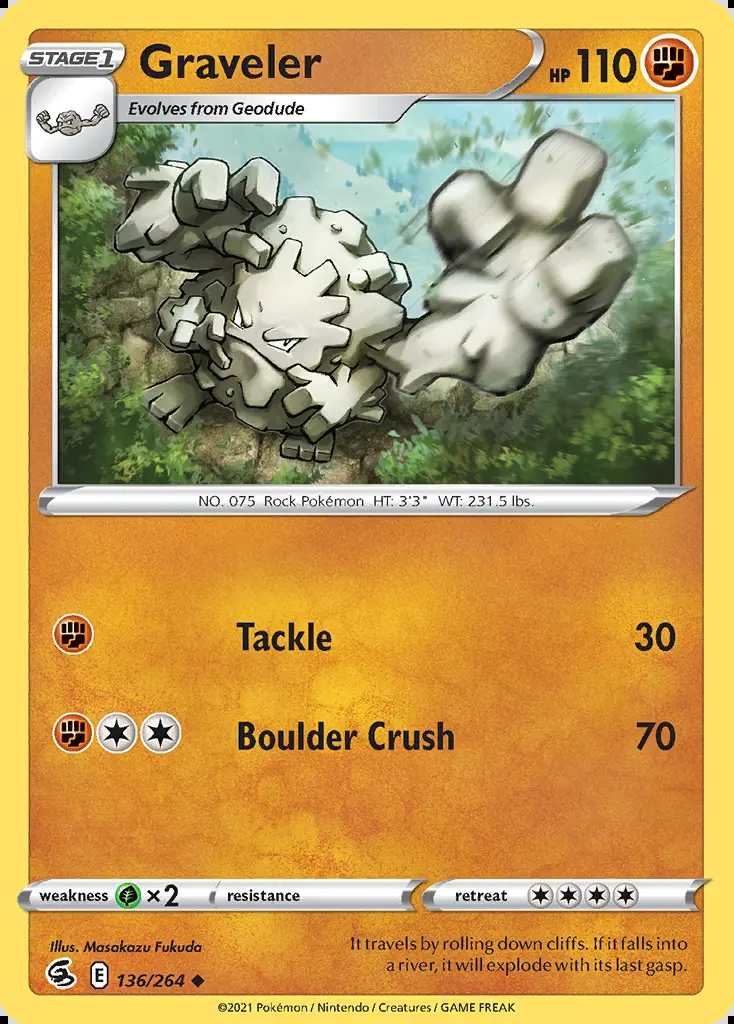 STAGE1
Graveler
HP 110
Evolves from Geodude
NO. 075 Rock Pokémon HT: 3'3" WT: 231.5 lbs.
Tackle 30
Boulder Crush 70
weakness ×2 resistance retreat
Illus. Masakazu Fukuda
It travels by rolling down cliffs. If it falls into
a river, it will explode with its last gasp.
E 136/264
©2021 Pokémon / Nintendo / Creatures / GAME FREAK